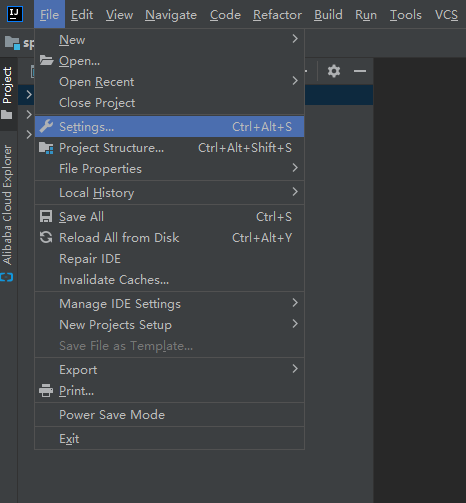 IJ File Edit View Navigate Code Refactor Build Run Tools VCS
sp
Project
Alibaba Cloud Explorer
New
Open...
Open Recent
Close Project
Settings... Ctrl+Alt+S
Project Structure... Ctrl+Alt+Shift+S
File Properties
Local History
Save All Ctrl+S
Reload All from Disk Ctrl+Alt+Y
Repair IDE
Invalidate Caches...
Manage IDE Settings
New Projects Setup
Save File as Template...
Export
Print...
Power Save Mode
Exit